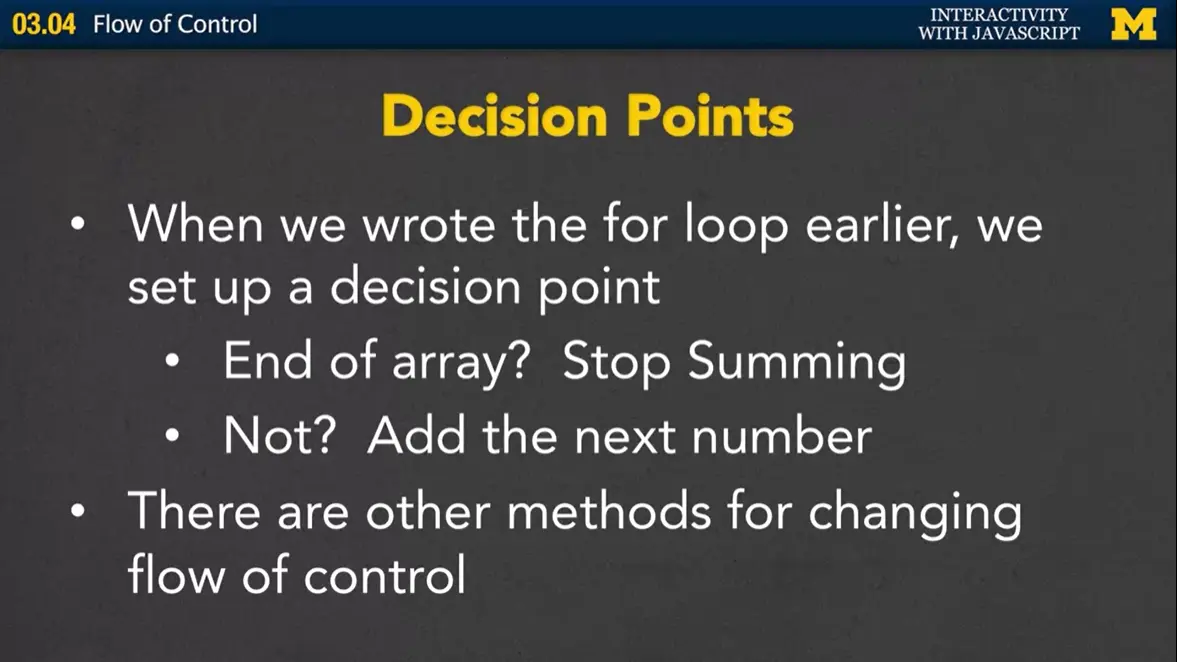 03.04 Flow of Control
INTERACTIVITY
WITH JAVASCRIPT
M
Decision Points
• When we wrote the for loop earlier, we
set up a decision point
• End of array? Stop Summing
• Not? Add the next number
• There are other methods for changing
flow of control